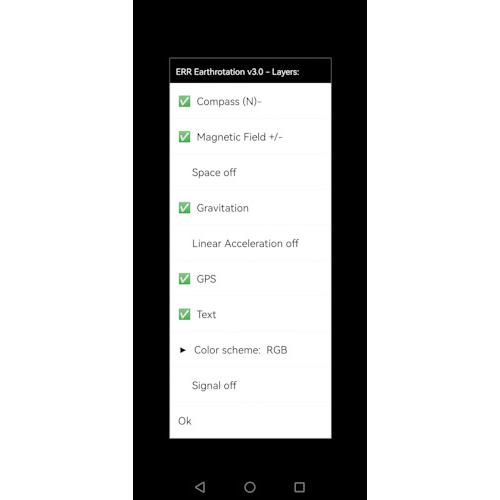 ERR Earthrotation v3.0 - Layers:
✅ Compass (N)-
✅ Magnetic Field +/-
Space off
✅ Gravitation
Linear Acceleration off
✅ GPS
✅ Text
► Color scheme: RGB
Signal off
Ok